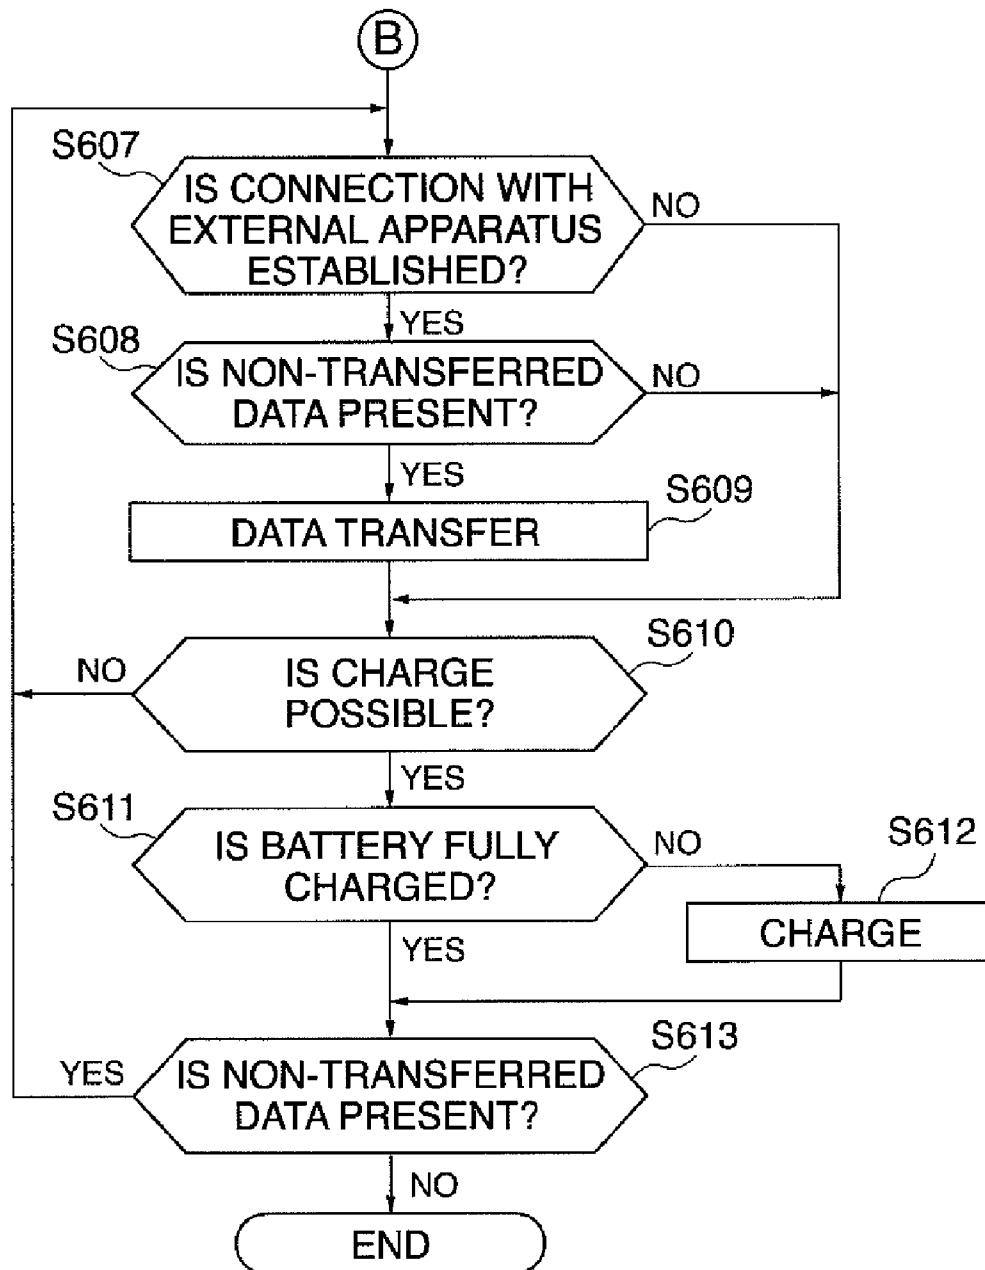 B
S607
IS CONNECTION WITH
EXTERNAL APPARATUS
ESTABLISHED?
NO
YES
S608
IS NON-TRANSFERRED
DATA PRESENT?
NO
YES
S609
DATA TRANSFER
S610
IS CHARGE
POSSIBLE?
NO
YES
S611
IS BATTERY FULLY
CHARGED?
NO
S612
CHARGE
YES
S613
IS NON-TRANSFERRED
DATA PRESENT?
YES
NO
END